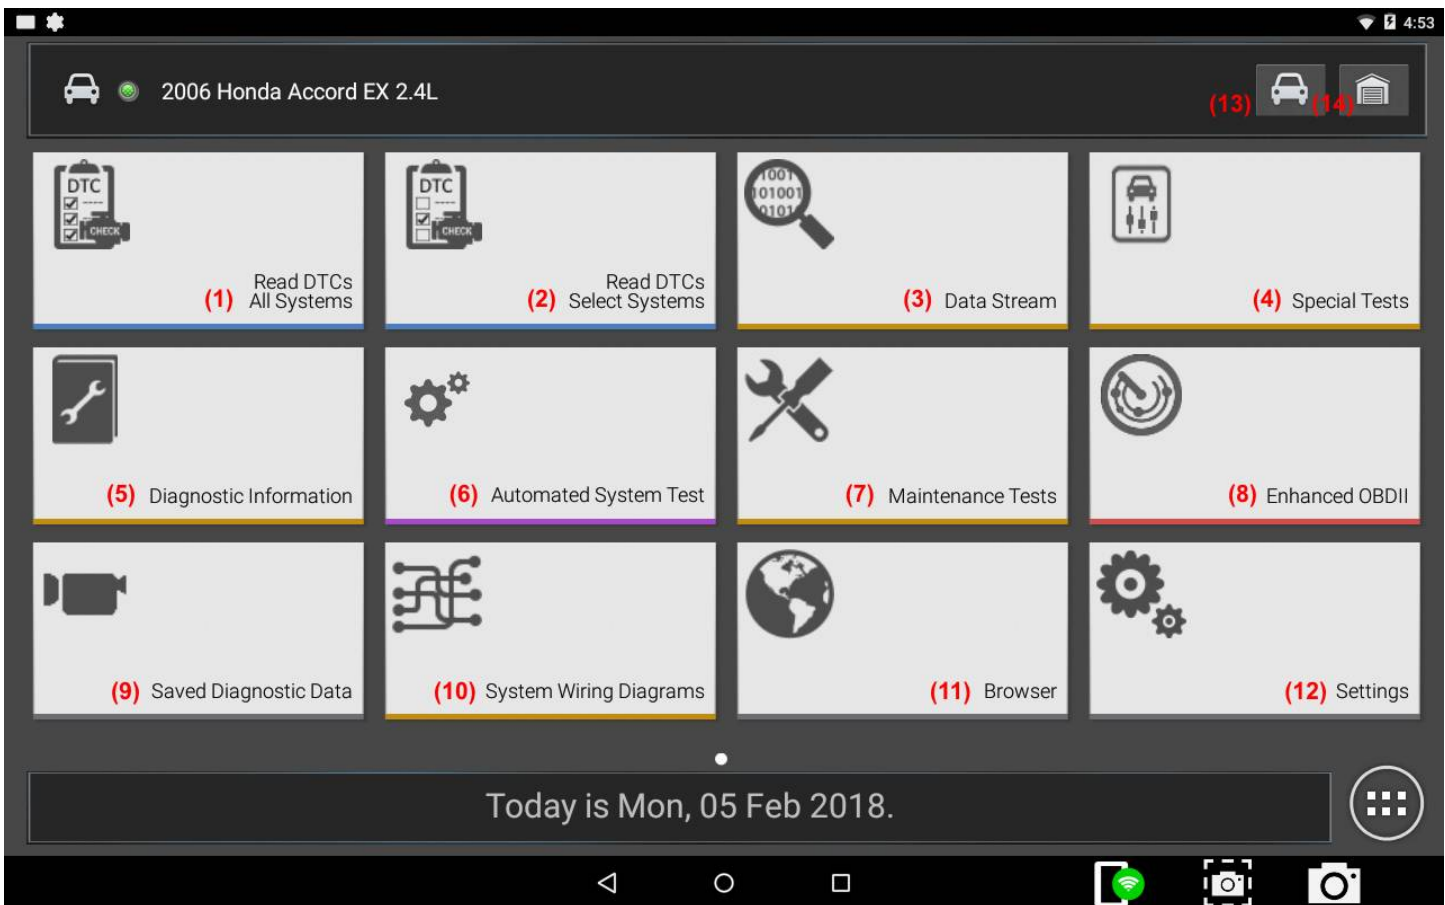 4:53
2006 Honda Accord EX 2.4L
(13)
(14)
DTC
CHECK
Read DTCs
(1) All Systems
DTC
CHECK
Read DTCs
(2) Select Systems
1001
101001
0101
(3) Data Stream
(4) Special Tests
(5) Diagnostic Information
(6) Automated System Test
(7) Maintenance Tests
(8) Enhanced OBDII
(9) Saved Diagnostic Data
(10) System Wiring Diagrams
(11) Browser
(12) Settings
Today is Mon, 05 Feb 2018.